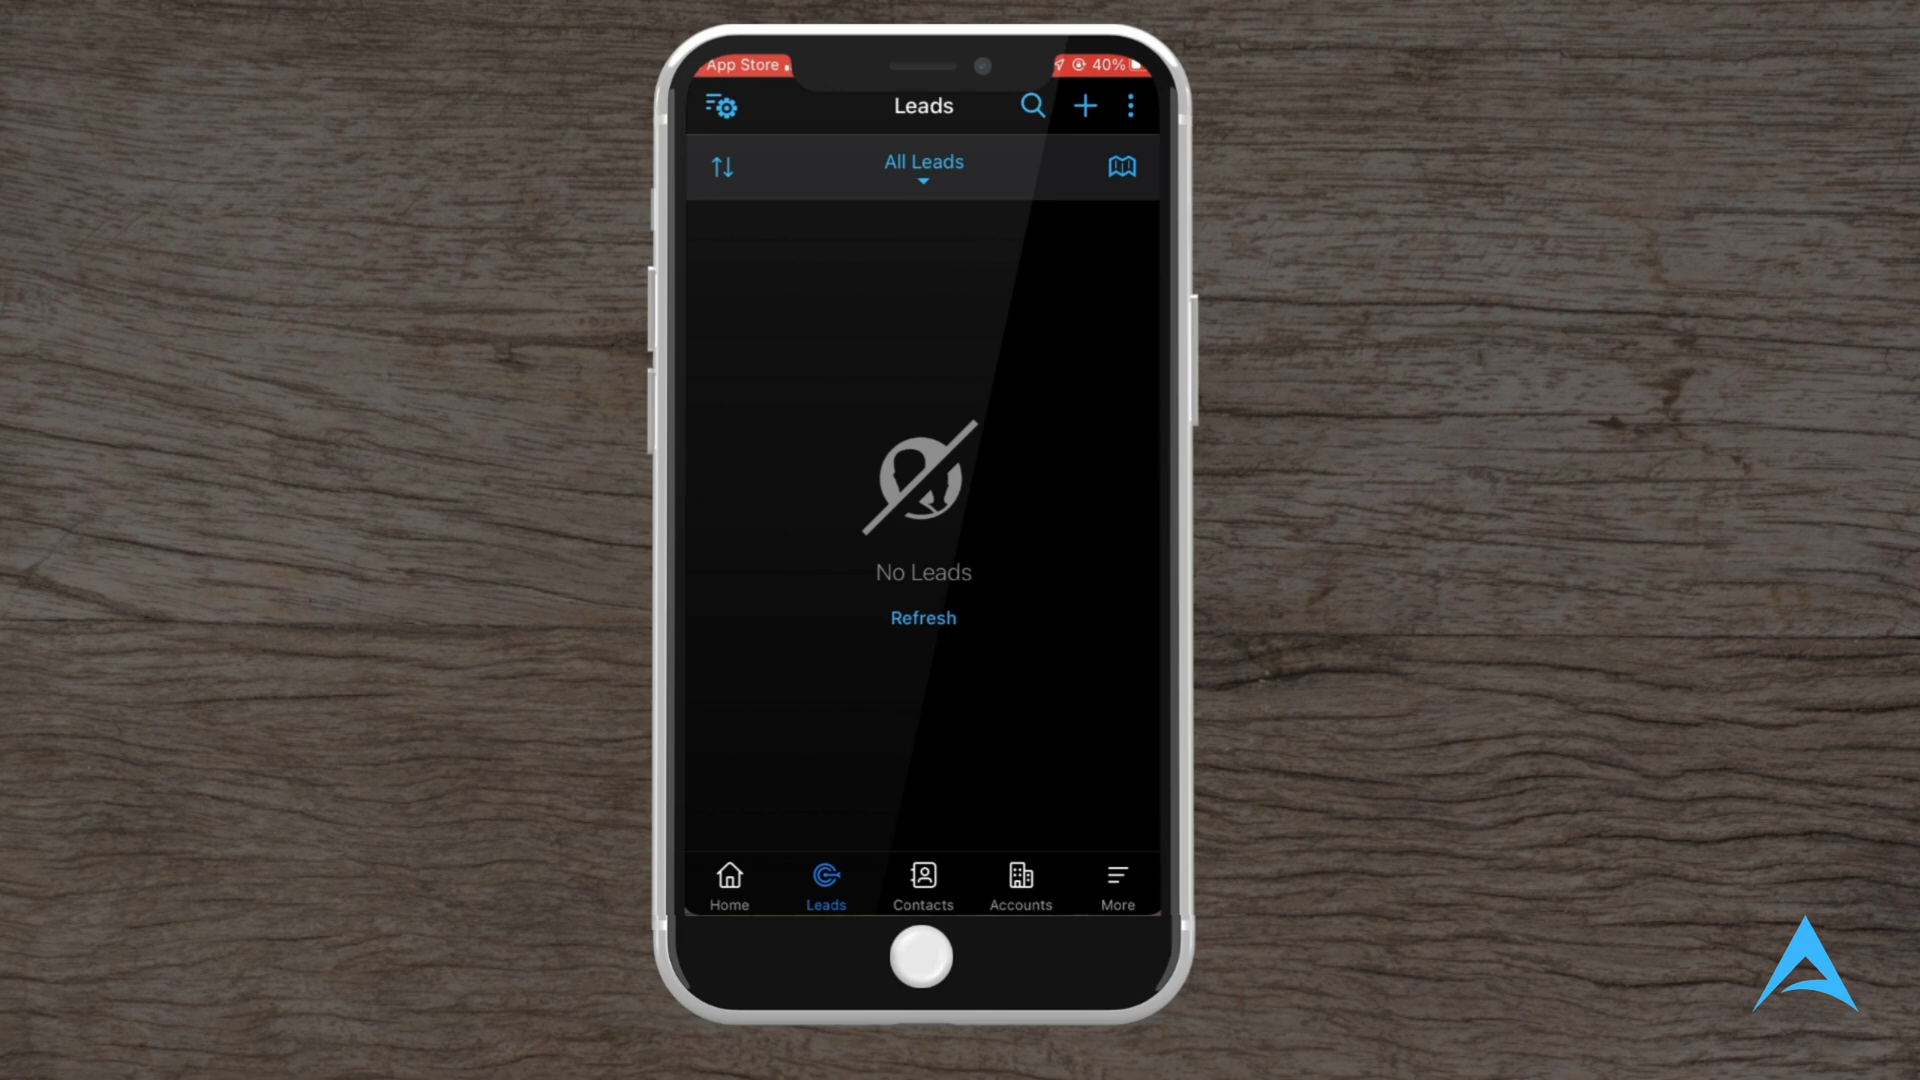 App Store
40%
Leads
All Leads
No Leads
Refresh
Home
Leads
Contacts
Accounts
More